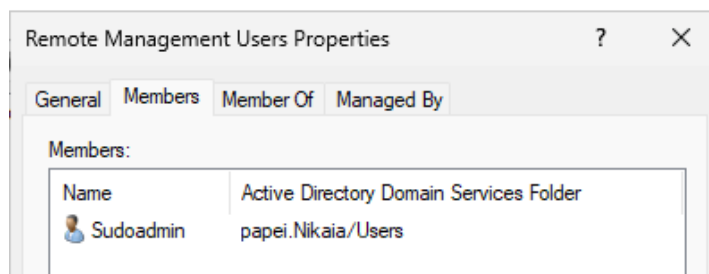 Remote Management Users Properties ? ×
General Members Member Of Managed By
Members:
Name Active Directory Domain Services Folder
Sudoadmin papei.Nikaia/Users